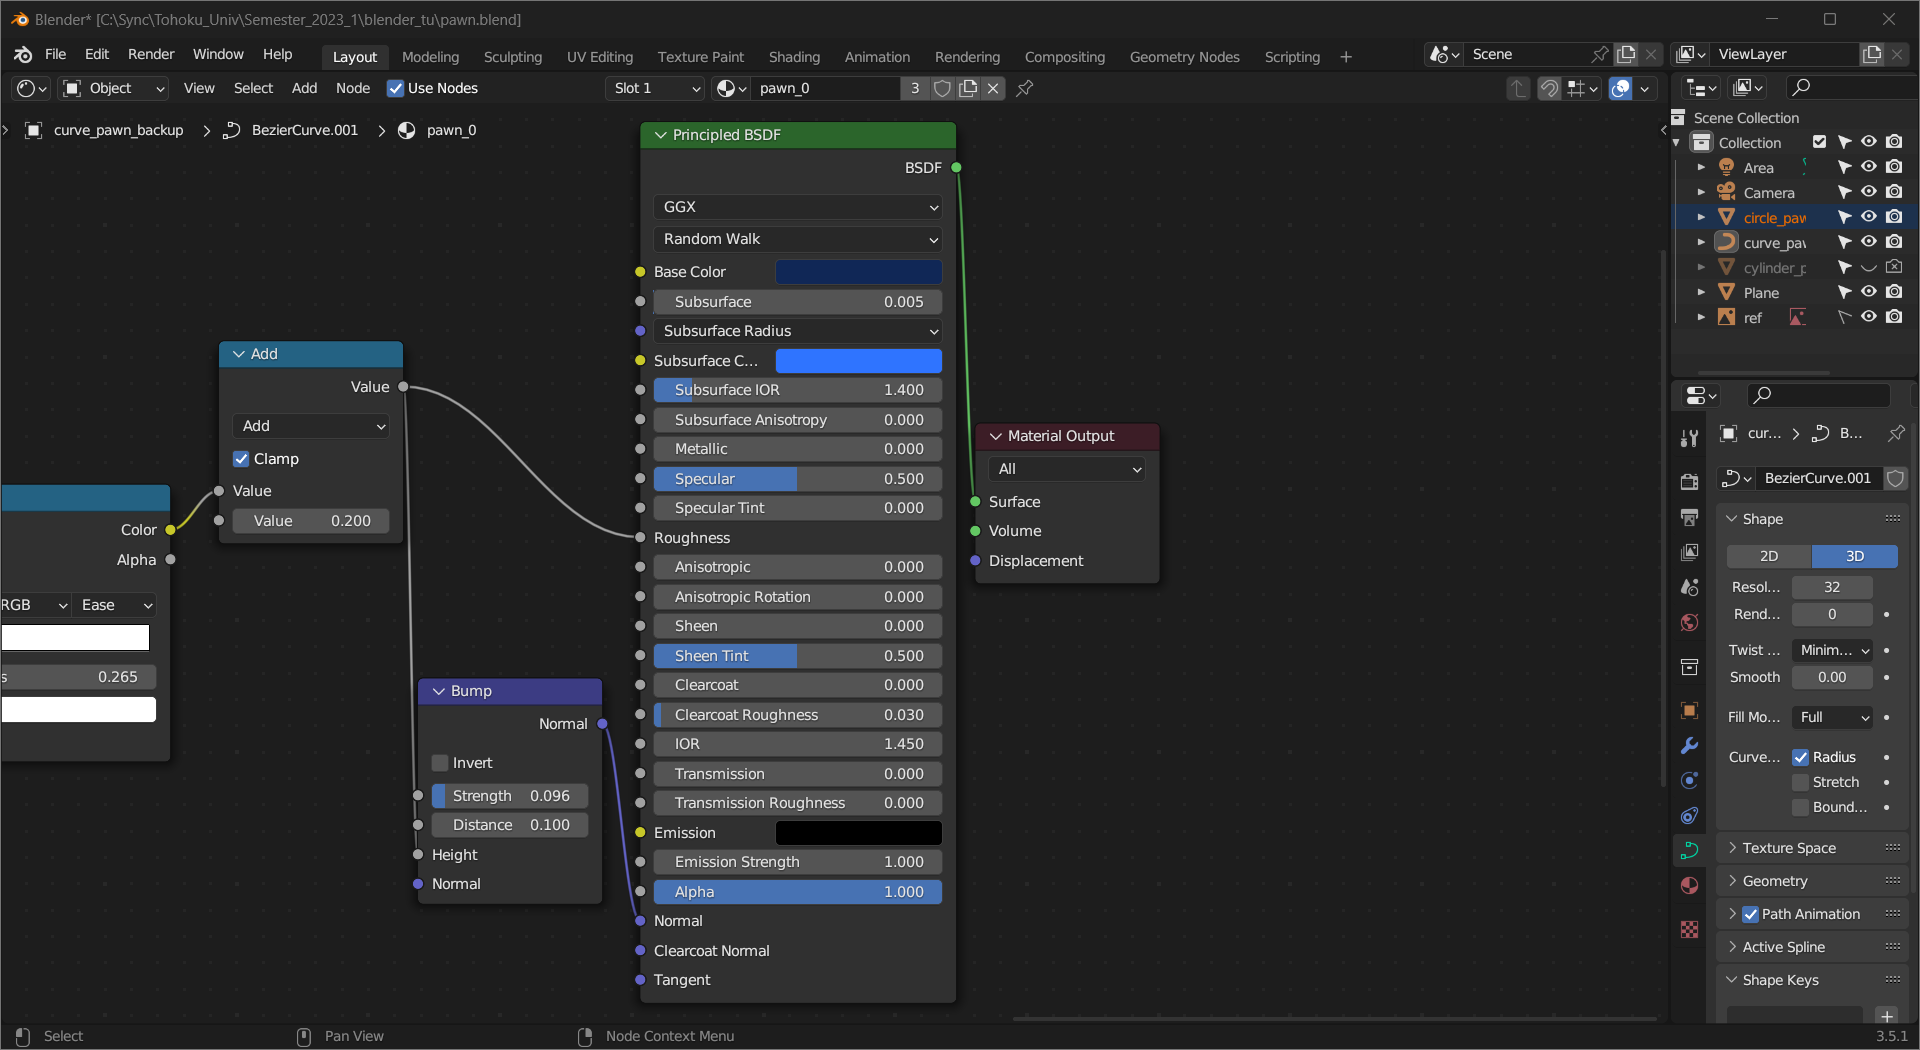 Blender* [C:\Sync\Tohoku_Univ\Semester_2023_1\blender_tu\pawn.blend]
File Edit Render Window Help
Layout Modeling Sculpting UV Editing Texture Paint Shading Animation Rendering Compositing Geometry Nodes Scripting +
Scene
ViewLayer
Object View Select Add Node Use Nodes
Slot 1
pawn_0
3
curve_pawn_backup > BezierCurve.001 > pawn_0
Color
Alpha
RGB
Ease
s 0.265
Add
Value
Add
Clamp
Value
Value 0.200
Bump
Normal
Invert
Strength 0.096
Distance 0.100
Height
Normal
Principled BSDF
BSDF
GGX
Random Walk
Base Color
Subsurface 0.005
Subsurface Radius
Subsurface C...
Subsurface IOR 1.400
Subsurface Anisotropy 0.000
Metallic 0.000
Specular 0.500
Specular Tint 0.000
Roughness
Anisotropic 0.000
Anisotropic Rotation 0.000
Sheen 0.000
Sheen Tint 0.500
Clearcoat 0.000
Clearcoat Roughness 0.030
IOR 1.450
Transmission 0.000
Transmission Roughness 0.000
Emission
Emission Strength 1.000
Alpha 1.000
Normal
Clearcoat Normal
Tangent
Material Output
All
Surface
Volume
Displacement
Scene Collection
Collection
Area
Camera
circle_paw
curve_pav
cylinder_p
Plane
ref
cur... > B...
BezierCurve.001
Shape
2D 3D
Resol... 32
Rend... 0
Twist ... Minim...
Smooth 0.00
Fill Mo... Full
Curve... Radius
Stretch
Bound...
Texture Space
Geometry
Path Animation
Active Spline
Shape Keys
+
Select
Pan View
Node Context Menu
3.5.1